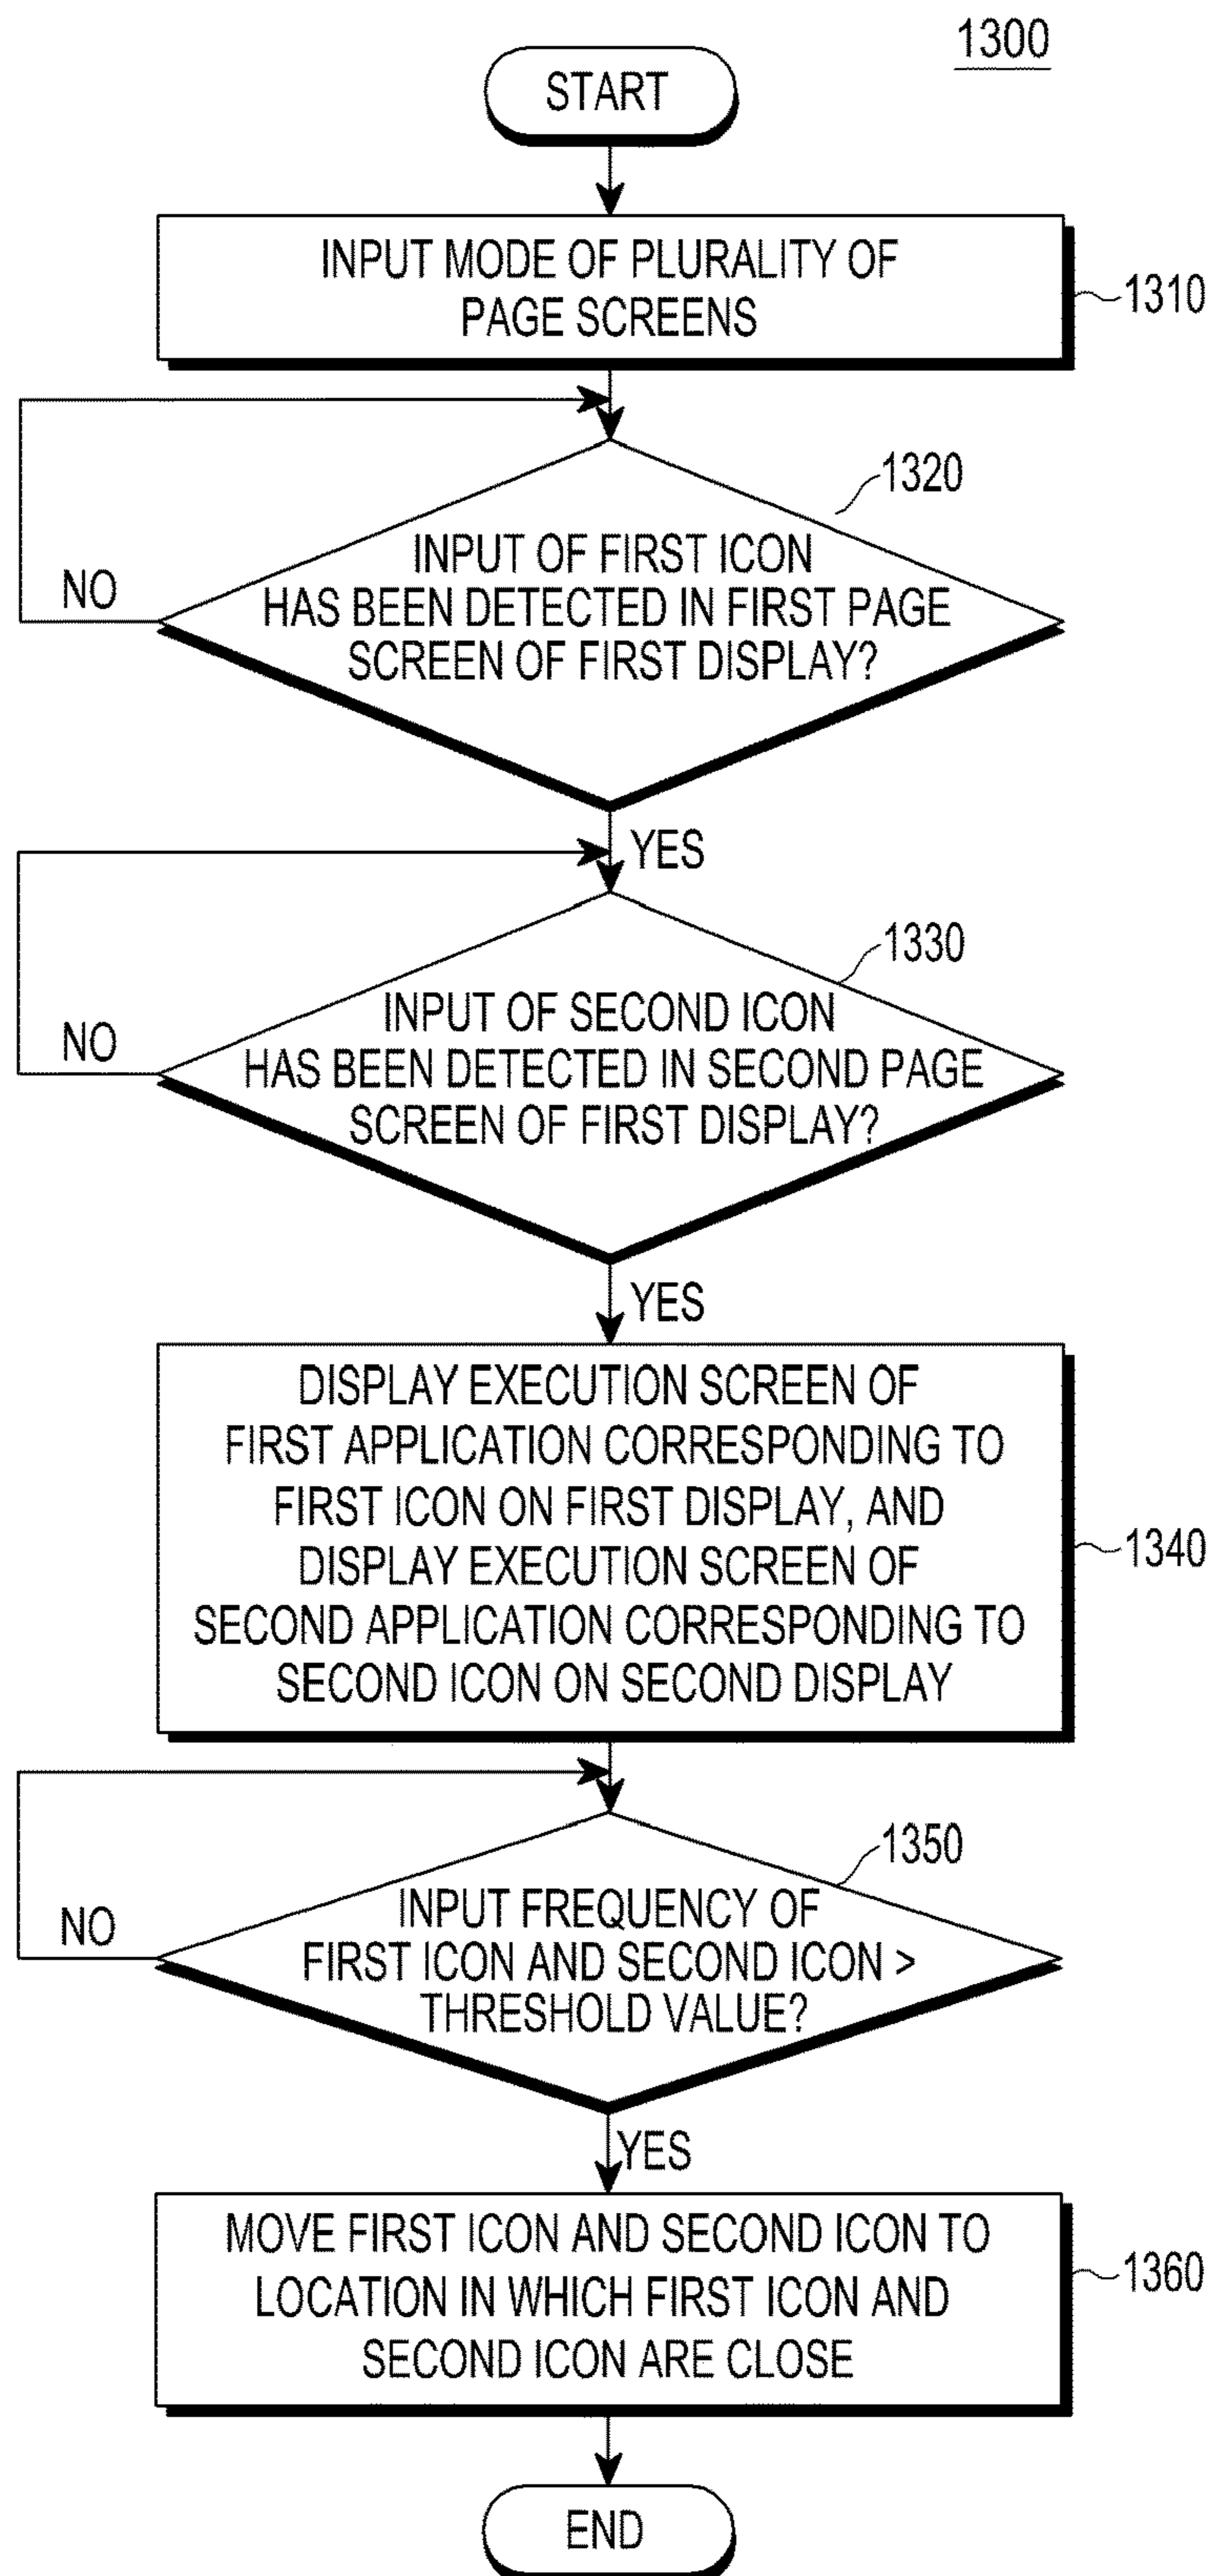 1300
START
INPUT MODE OF PLURALITY OF
PAGE SCREENS
1310
1320
INPUT OF FIRST ICON
HAS BEEN DETECTED IN FIRST PAGE
SCREEN OF FIRST DISPLAY?
NO
YES
1330
INPUT OF SECOND ICON
HAS BEEN DETECTED IN SECOND PAGE
SCREEN OF FIRST DISPLAY?
NO
YES
DISPLAY EXECUTION SCREEN OF
FIRST APPLICATION CORRESPONDING TO
FIRST ICON ON FIRST DISPLAY, AND
DISPLAY EXECUTION SCREEN OF
SECOND APPLICATION CORRESPONDING TO
SECOND ICON ON SECOND DISPLAY
1340
1350
INPUT FREQUENCY OF
FIRST ICON AND SECOND ICON >
THRESHOLD VALUE?
NO
YES
MOVE FIRST ICON AND SECOND ICON TO
LOCATION IN WHICH FIRST ICON AND
SECOND ICON ARE CLOSE
1360
END